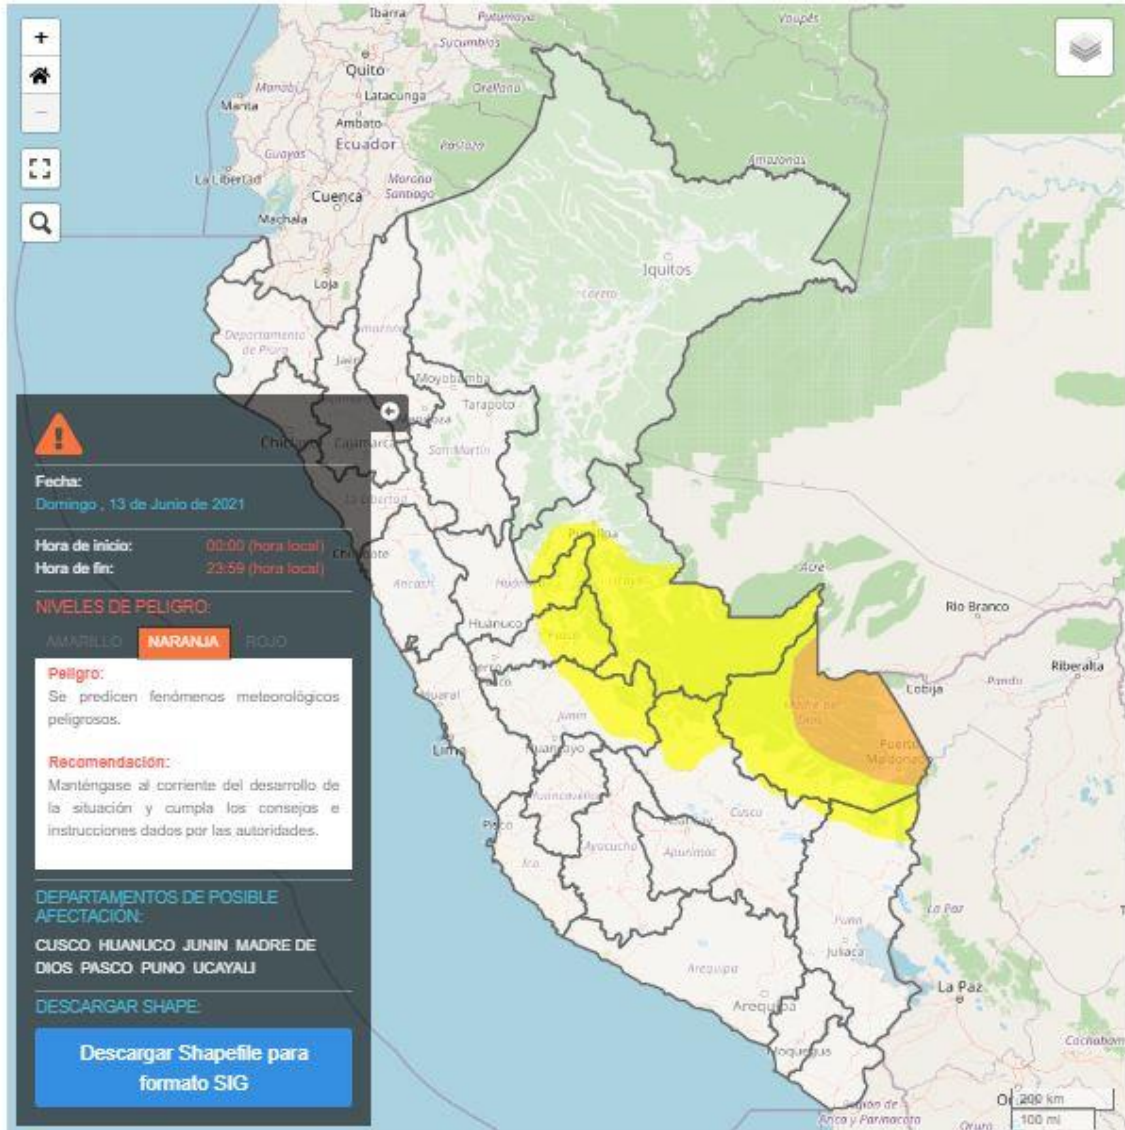 +
−
Ibarra
Putumayo
Vaupés
Sucumbíos
Quito
Orellana
Manabí
Latacunga
Manta
Ambato
Ecuador
Pastaza
Guayas
Amazonas
La Libertad
Morona
Santiago
Cuenca
Machala
Iquitos
Loja
Loreto
Departamento
de Piura
Jaén
Moyobamba
Tarapoto
San Martín
Cajamarca
La Libertad
Fecha:
Domingo , 13 de Junio de 2021
Hora de inicio: 00:00 (hora local)
Hora de fin: 23:59 (hora local)
NIVELES DE PELIGRO:
AMARILLO NARANJA ROJO
Peligro:
Se predicen fenómenos meteorológicos
peligrosos.
Recomendación:
Manténgase al corriente del desarrollo de
la situación y cumpla los consejos e
instrucciones dados por las autoridades.
DEPARTAMENTOS DE POSIBLE
AFECTACIÓN:
CUSCO HUANUCO JUNIN MADRE DE
DIOS PASCO PUNO UCAYALI
DESCARGAR SHAPE:
Descargar Shapefile para
formato SIG
Ancash
Huánuco
Acre
Rio Branco
Riberalta
Cobija
Pando
Huaral
Junín
Lima
Huancayo
Madre de
Dios
Puerto
Maldonado
Huancavelica
Pisco
Ica
Ayacucho
Apurímac
Cusco
Puno
La Paz
Juliaca
Arequipa
La Paz
Arequipa
Moquegua
Cochabam
200 km
100 mi
Región de
Arica y Parinacota
Oruro